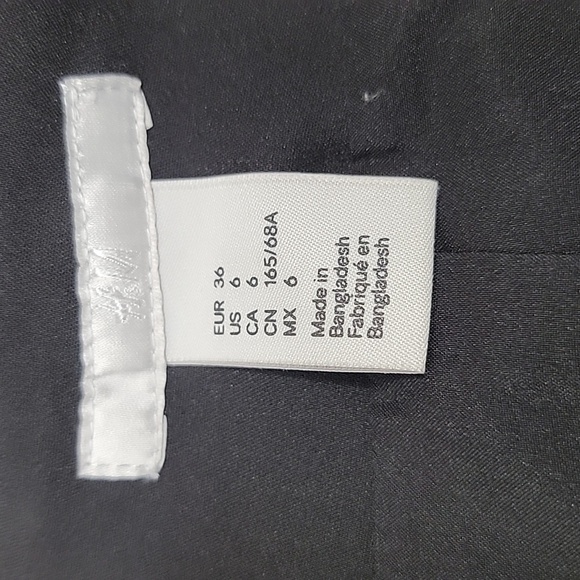 H&M
EUR 36
US 6
CA 6
CN 165/68A
MX 6
Made in
Bangladesh
Fabriqué en
Bangladesh